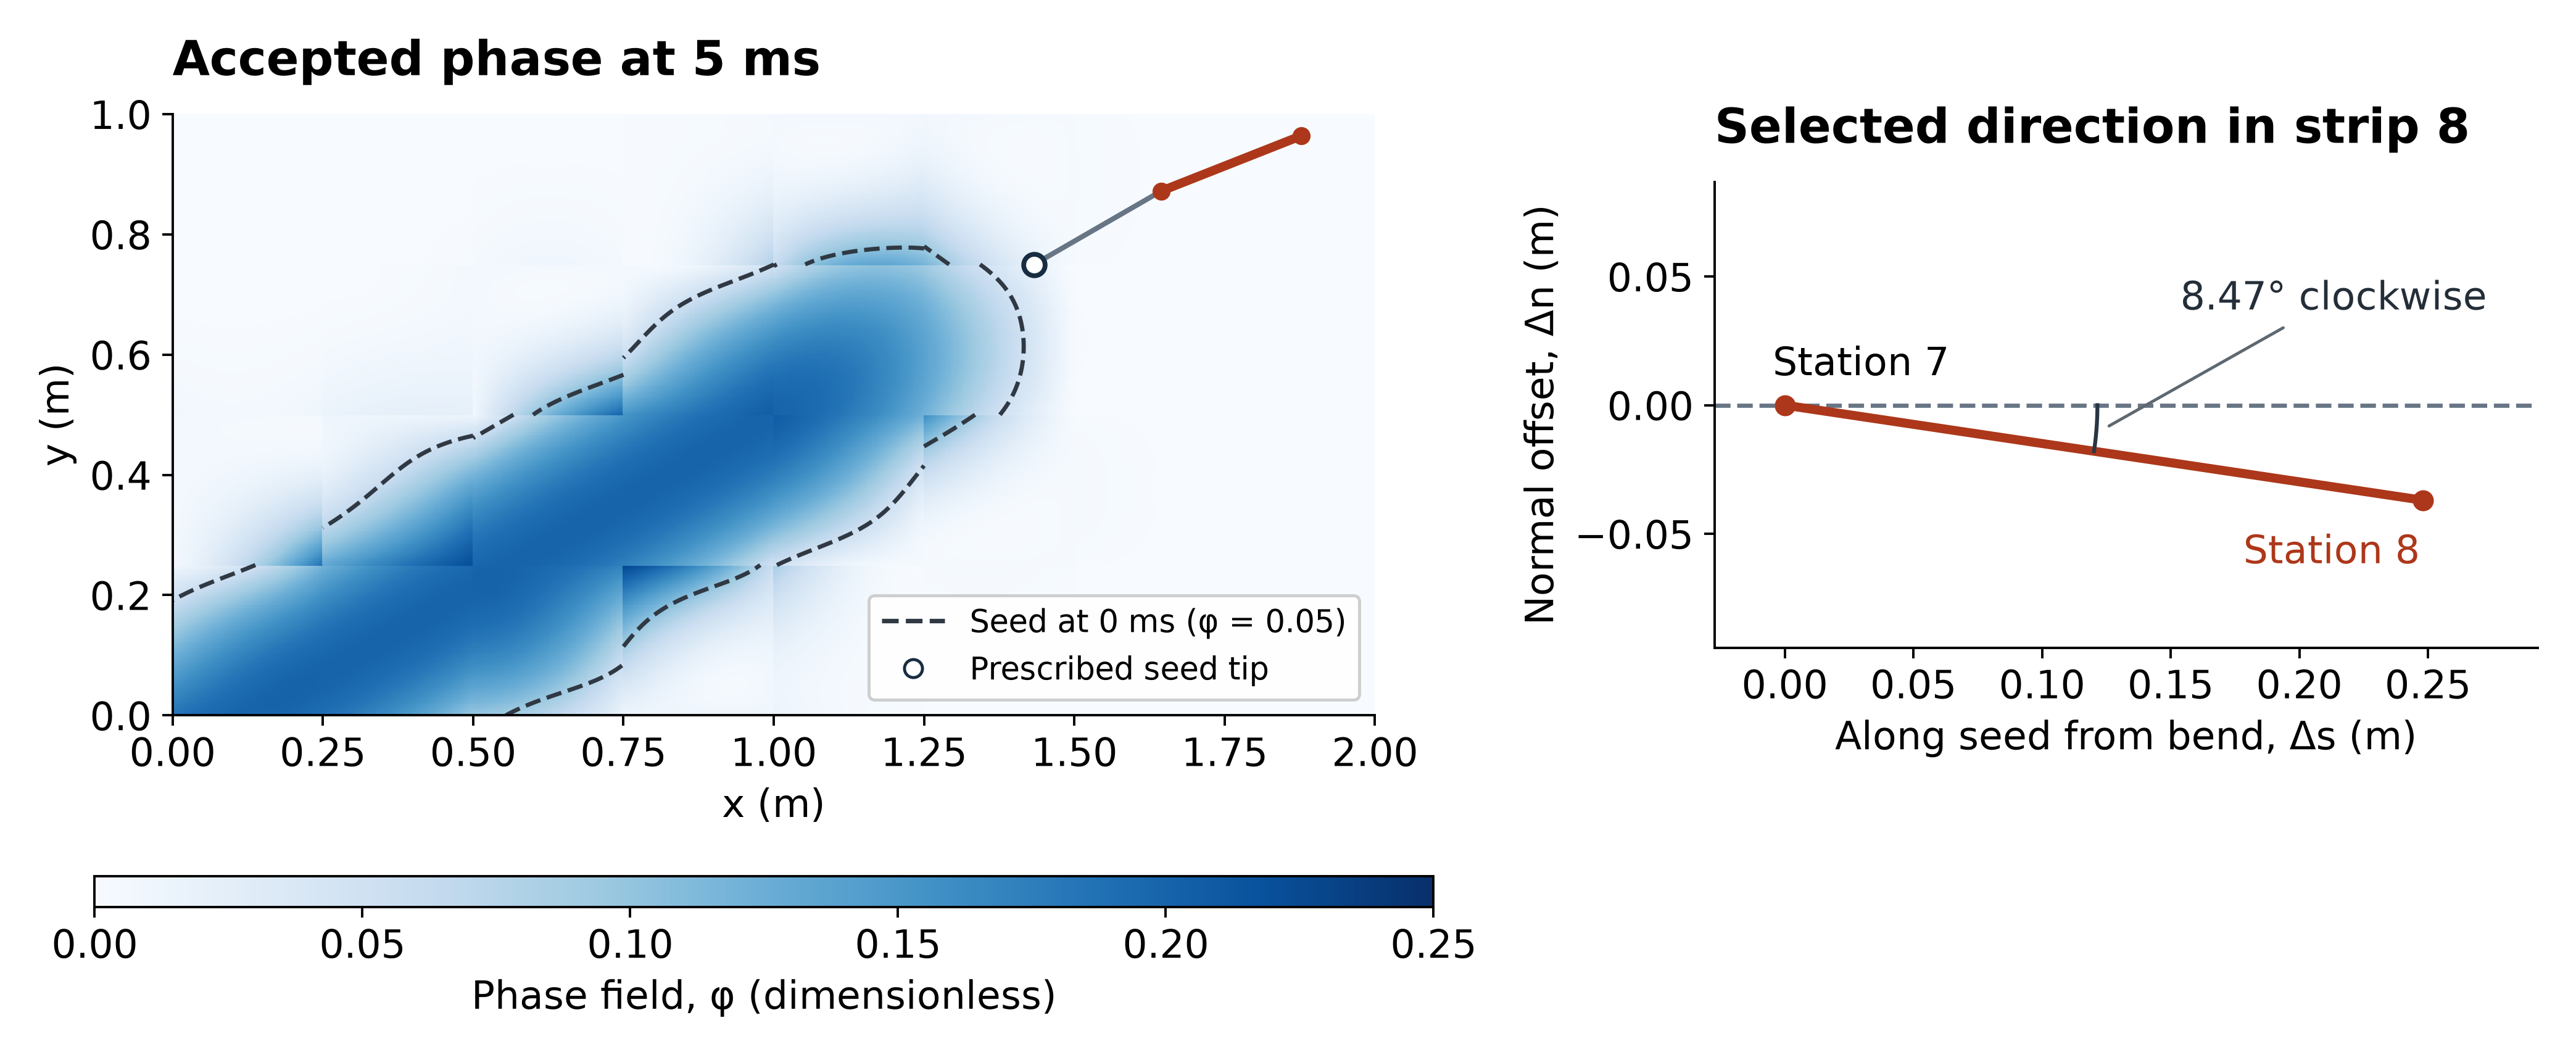 Accepted phase at 5 ms
1.0
0.8
0.6
0.4
0.2
0.0
y (m)
0.00 0.25 0.50 0.75 1.00 1.25 1.50 1.75 2.00
x (m)
Seed at 0 ms (φ = 0.05)
Prescribed seed tip
0.00 0.05 0.10 0.15 0.20 0.25
Phase field, φ (dimensionless)
Selected direction in strip 8
Normal offset, Δn (m)
0.05
0.00
−0.05
8.47° clockwise
Station 7
Station 8
0.00 0.05 0.10 0.15 0.20 0.25
Along seed from bend, Δs (m)